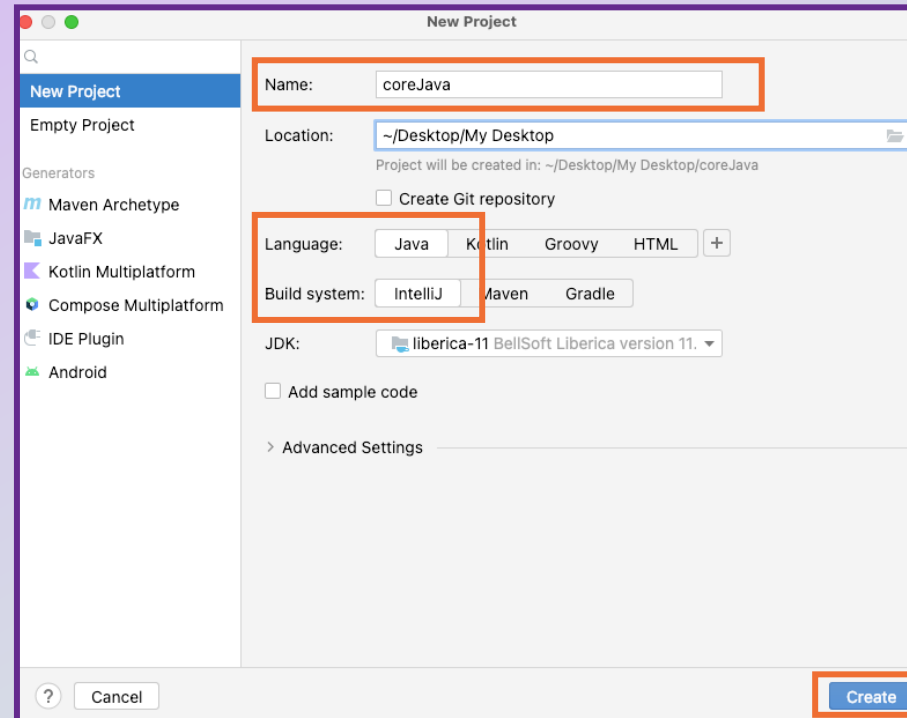 New Project
New Project
Empty Project
Generators
Maven Archetype
JavaFX
Kotlin Multiplatform
Compose Multiplatform
IDE Plugin
Android
Name: coreJava
Location: ~/Desktop/My Desktop
Project will be created in: ~/Desktop/My Desktop/coreJava
Create Git repository
Language: Java Kotlin Groovy HTML +
Build system: IntelliJ Maven Gradle
JDK: liberica-11 BellSoft Liberica version 11.
Add sample code
Advanced Settings
? Cancel Create